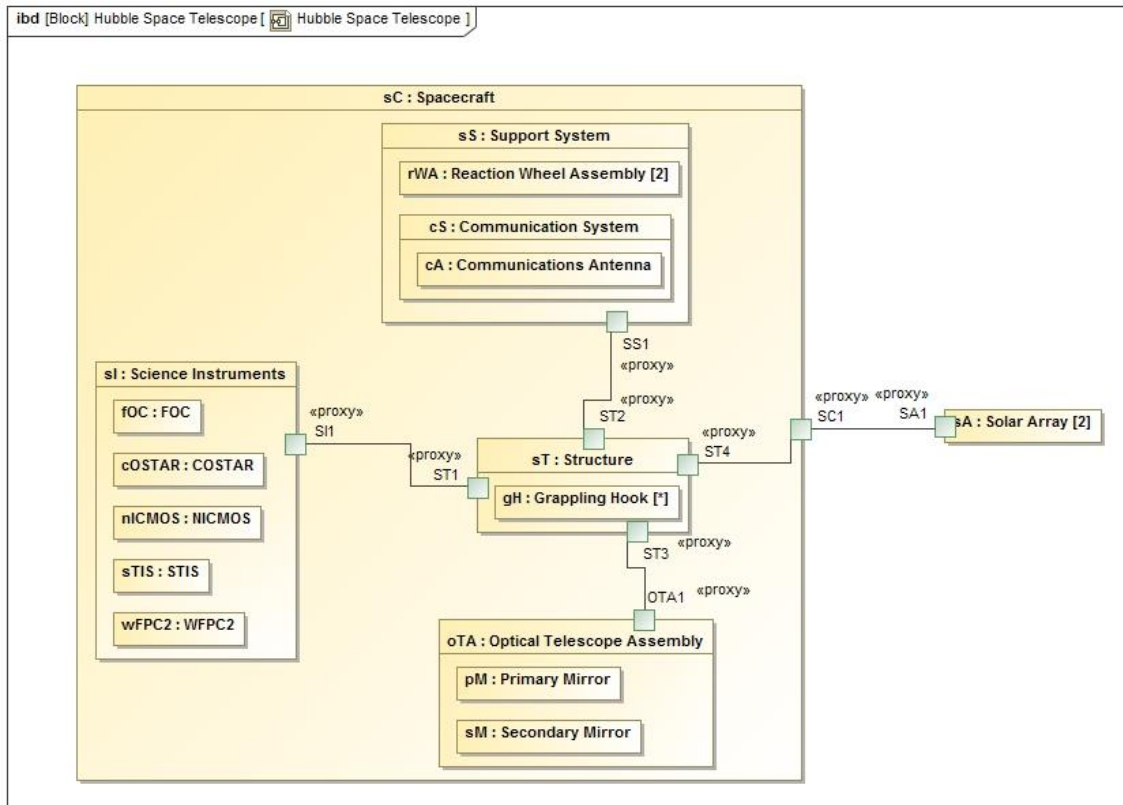 ibd [Block] Hubble Space Telescope [ Hubble Space Telescope ]
sC : Spacecraft
sS : Support System
rWA : Reaction Wheel Assembly [2]
cS : Communication System
cA : Communications Antenna
SS1
«proxy»
sI : Science Instruments
fOC : FOC
cOSTAR : COSTAR
nICMOS : NICMOS
sTIS : STIS
wFPC2 : WFPC2
«proxy»
SI1
«proxy»
ST1
«proxy»
ST2
«proxy»
ST4
«proxy»
SC1
«proxy»
SA1
sA : Solar Array [2]
sT : Structure
gH : Grappling Hook [*]
ST3
«proxy»
OTA1
«proxy»
oTA : Optical Telescope Assembly
pM : Primary Mirror
sM : Secondary Mirror